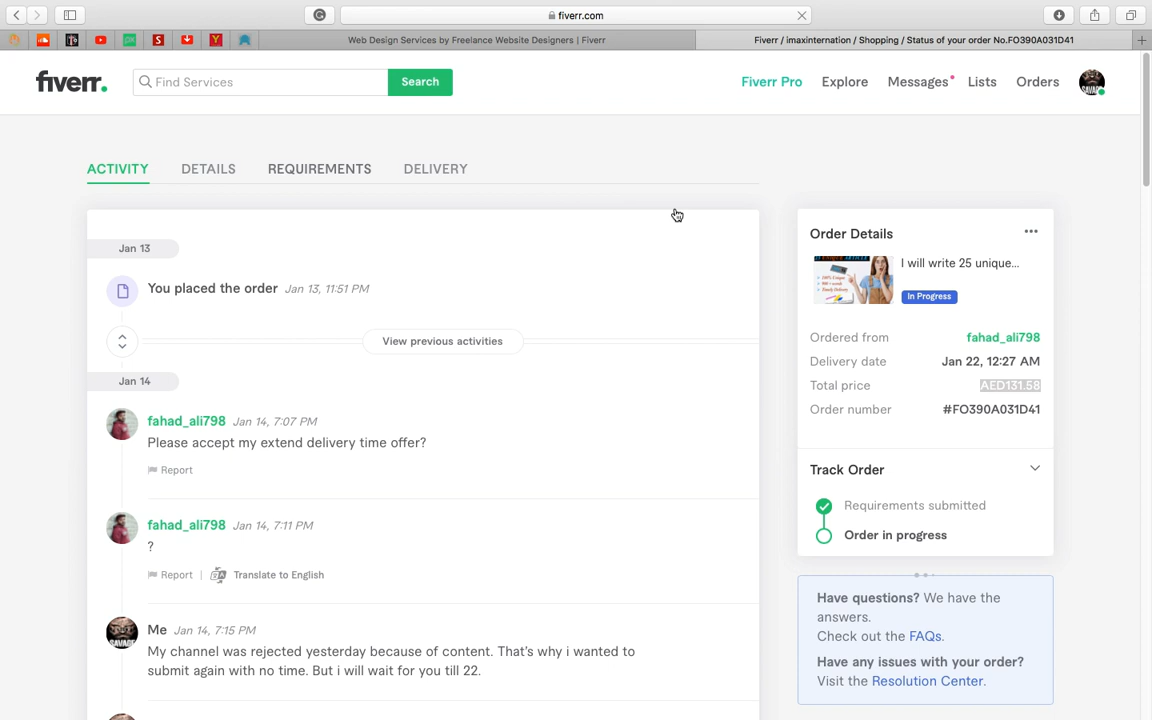 fiverr.com
Web Design Services by Freelance Website Designers | Fiverr
Fiverr / imaxinternation / Shopping / Status of your order No.FO390A031D41
fiverr.
Find Services
Search
Fiverr Pro
Explore
Messages
Lists
Orders
ACTIVITY
DETAILS
REQUIREMENTS
DELIVERY
Jan 13
You placed the order Jan 13, 11:51 PM
View previous activities
Jan 14
fahad_ali798 Jan 14, 7:07 PM
Please accept my extend delivery time offer?
Report
fahad_ali798 Jan 14, 7:11 PM
?
Report | Translate to English
Me Jan 14, 7:15 PM
My channel was rejected yesterday because of content. That's why i wanted to
submit again with no time. But i will wait for you till 22.
Order Details
I will write 25 unique...
In Progress
Ordered from fahad_ali798
Delivery date Jan 22, 12:27 AM
Total price AED131.58
Order number #FO390A031D41
Track Order
Requirements submitted
Order in progress
Have questions? We have the
answers.
Check out the FAQs.
Have any issues with your order?
Visit the Resolution Center.